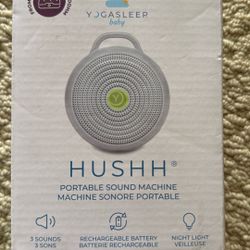 YOGASLEEP
baby
HUSHH®
PORTABLE SOUND MACHINE
MACHINE SONORE PORTABLE
3 SOUNDS
3 SONS
RECHARGEABLE BATTERY
BATTERIE RECHARGEABLE
NIGHT LIGHT
VEILLEUSE